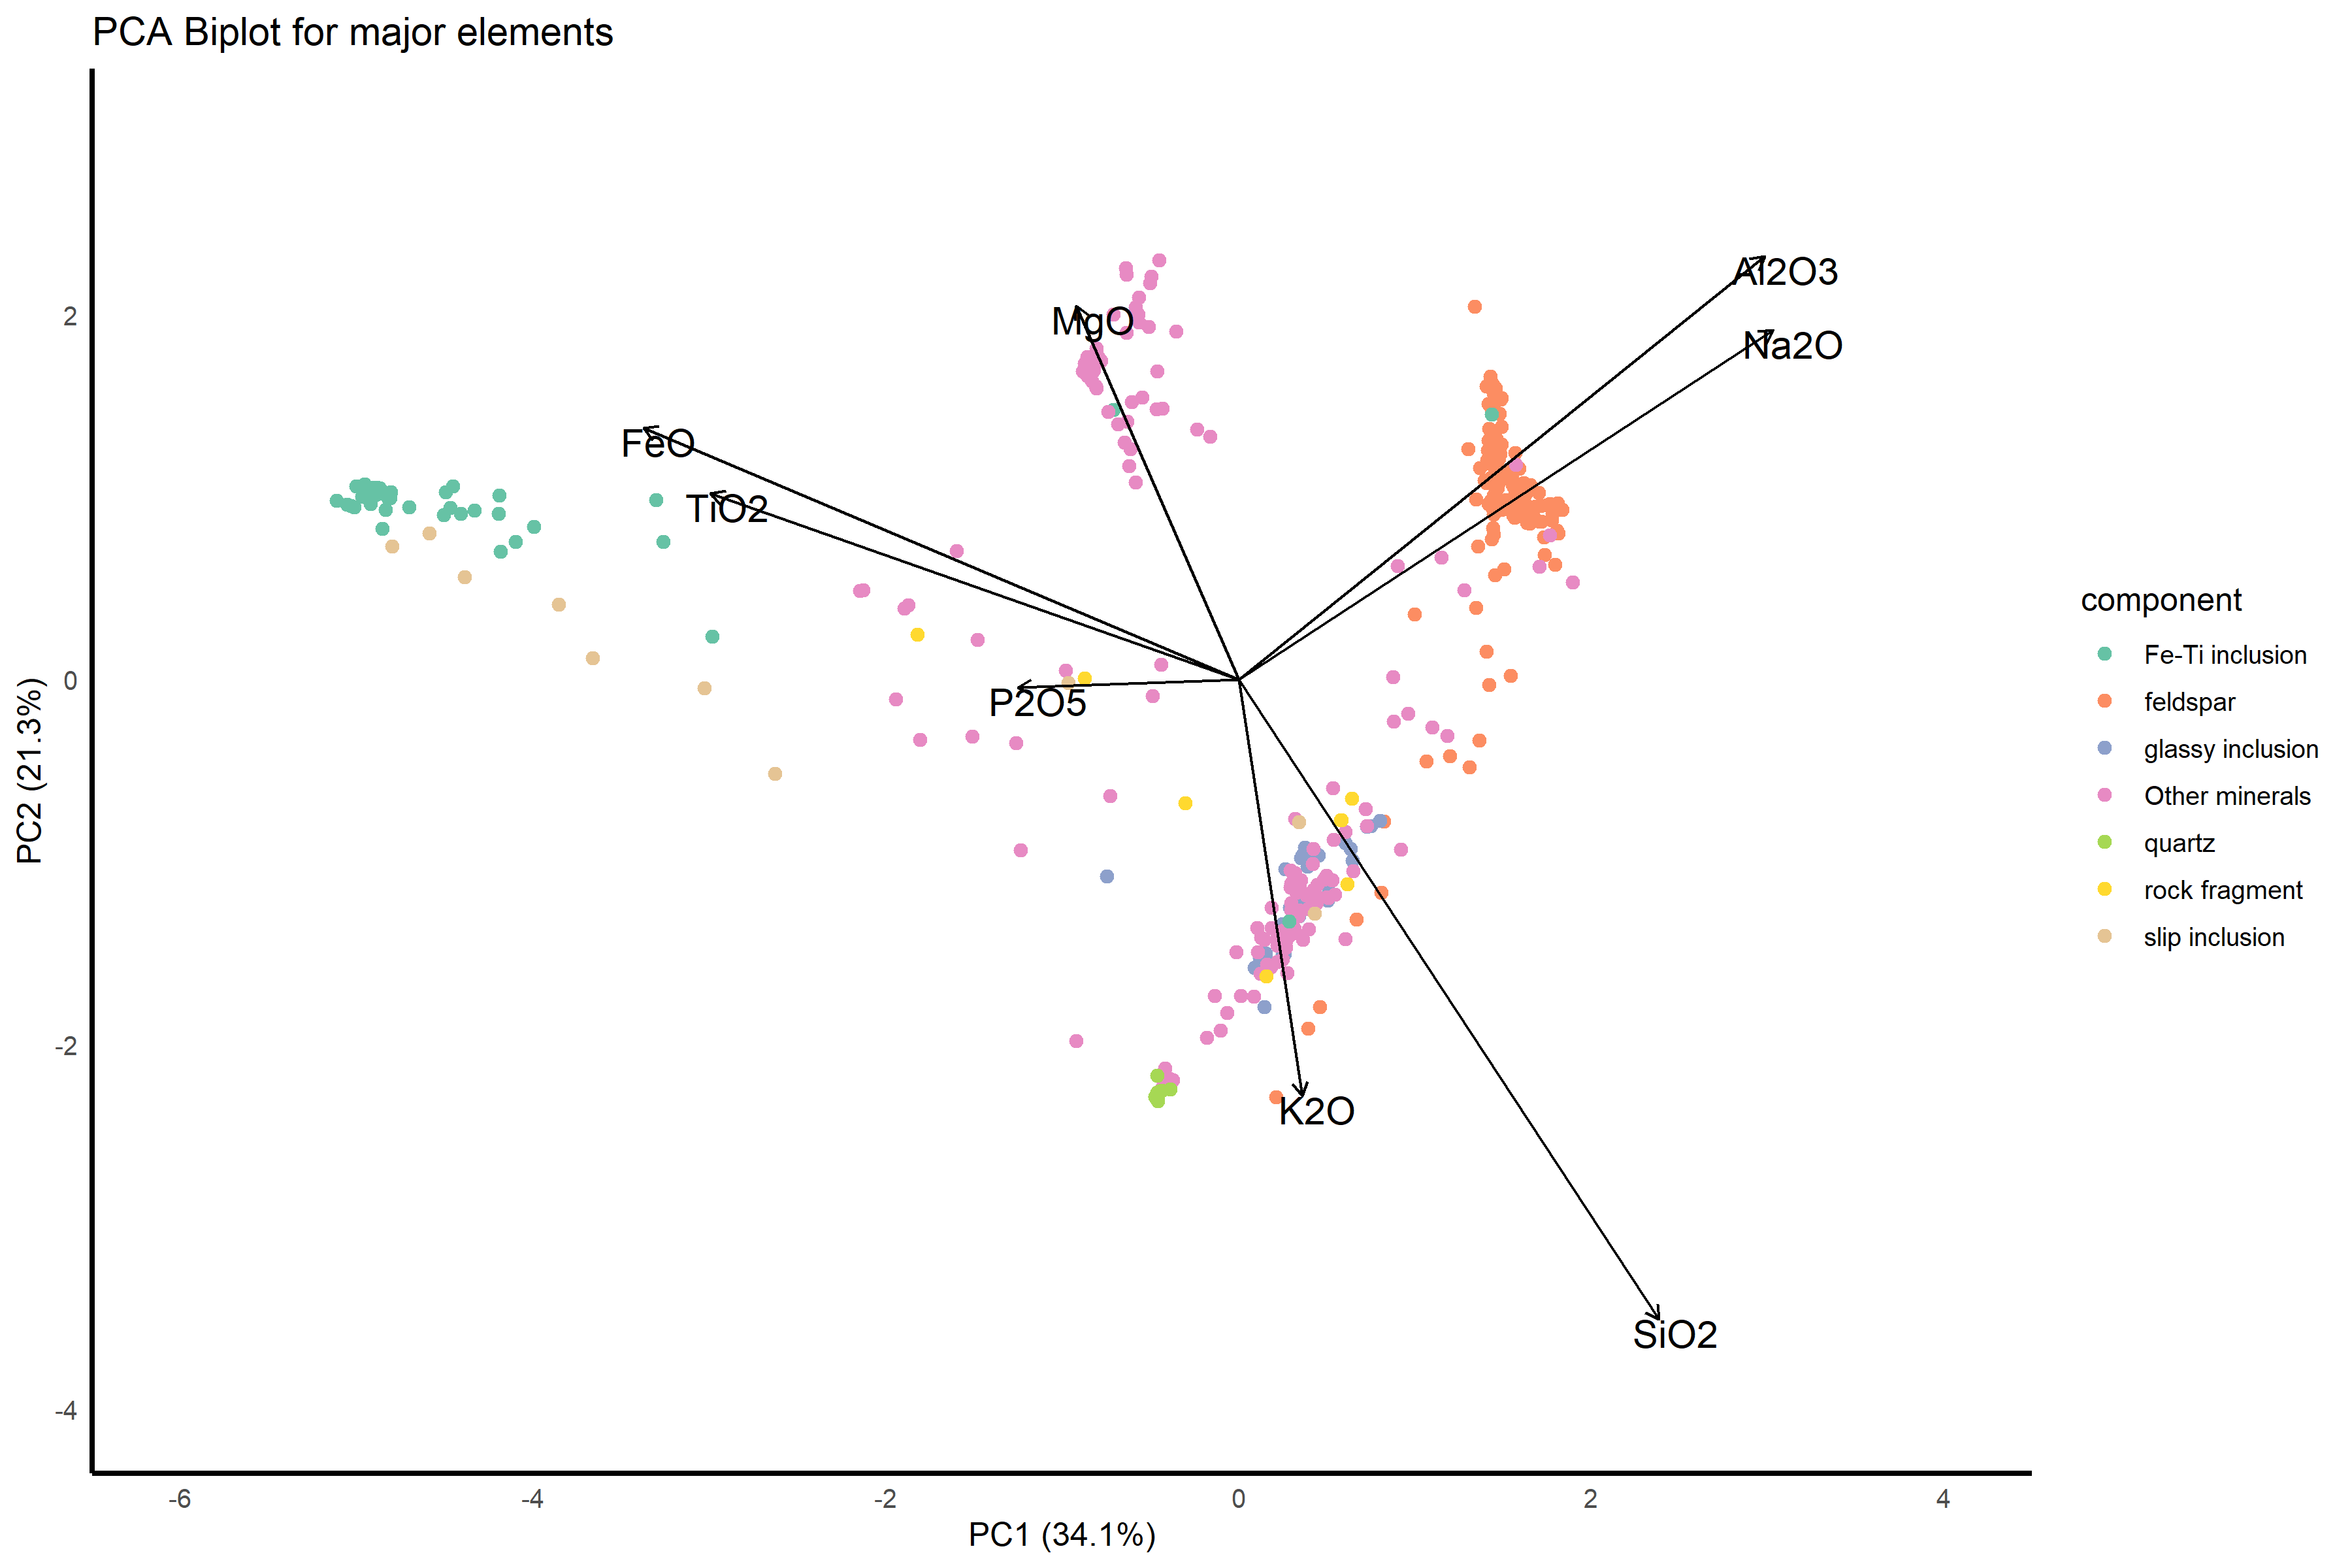 PCA Biplot for major elements
PC2 (21.3%)
2
0
-2
-4
Al2O3
MgO
Na2O
FeO
TiO2
P2O5
K2O
SiO2
-6
-4
-2
0
2
4
PC1 (34.1%)
component
Fe-Ti inclusion
feldspar
glassy inclusion
Other minerals
quartz
rock fragment
slip inclusion